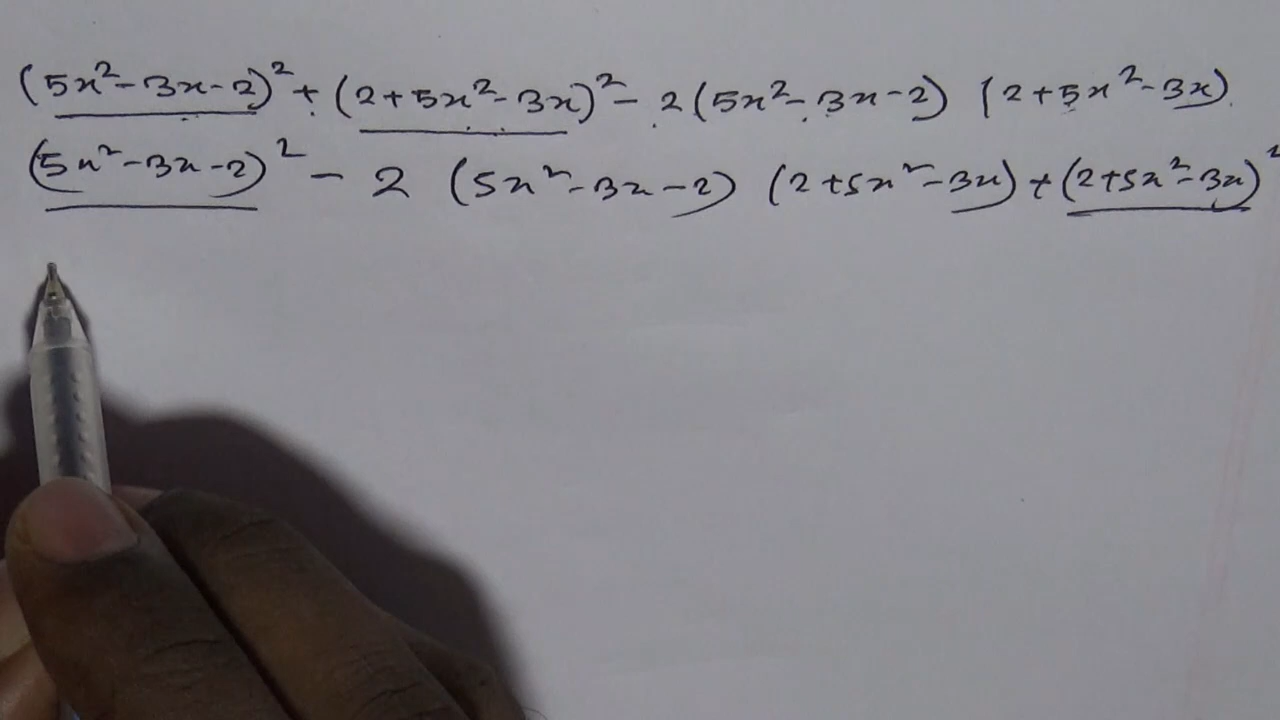 (5x²-3x-2)² + (2+5x²-3x)² - 2(5x²-3x-2) (2+5x²-3x)
(5x²-3x-2)² - 2 (5x²-3x-2) (2+5x²-3x) + (2+5x²-3x)²